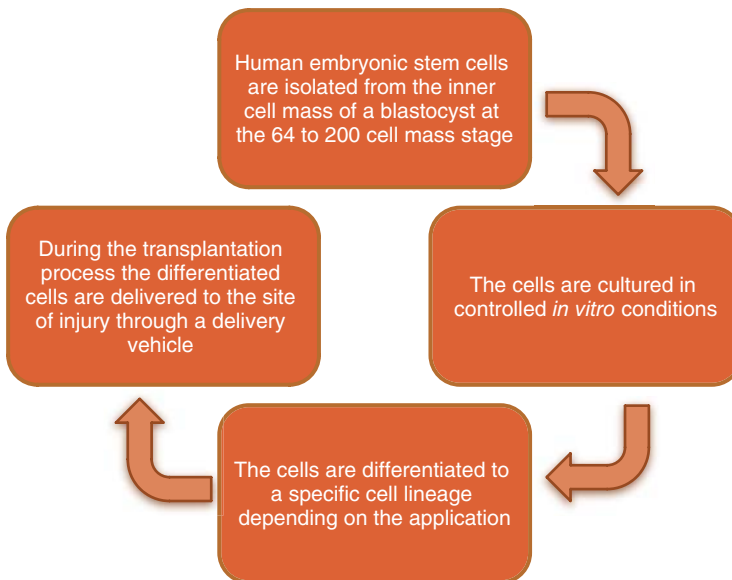 Human embryonic stem cells
are isolated from the inner
cell mass of a blastocyst at
the 64 to 200 cell mass stage
The cells are cultured in
controlled in vitro conditions
The cells are differentiated to
a specific cell lineage
depending on the application
During the transplantation
process the differentiated
cells are delivered to the site
of injury through a delivery
vehicle